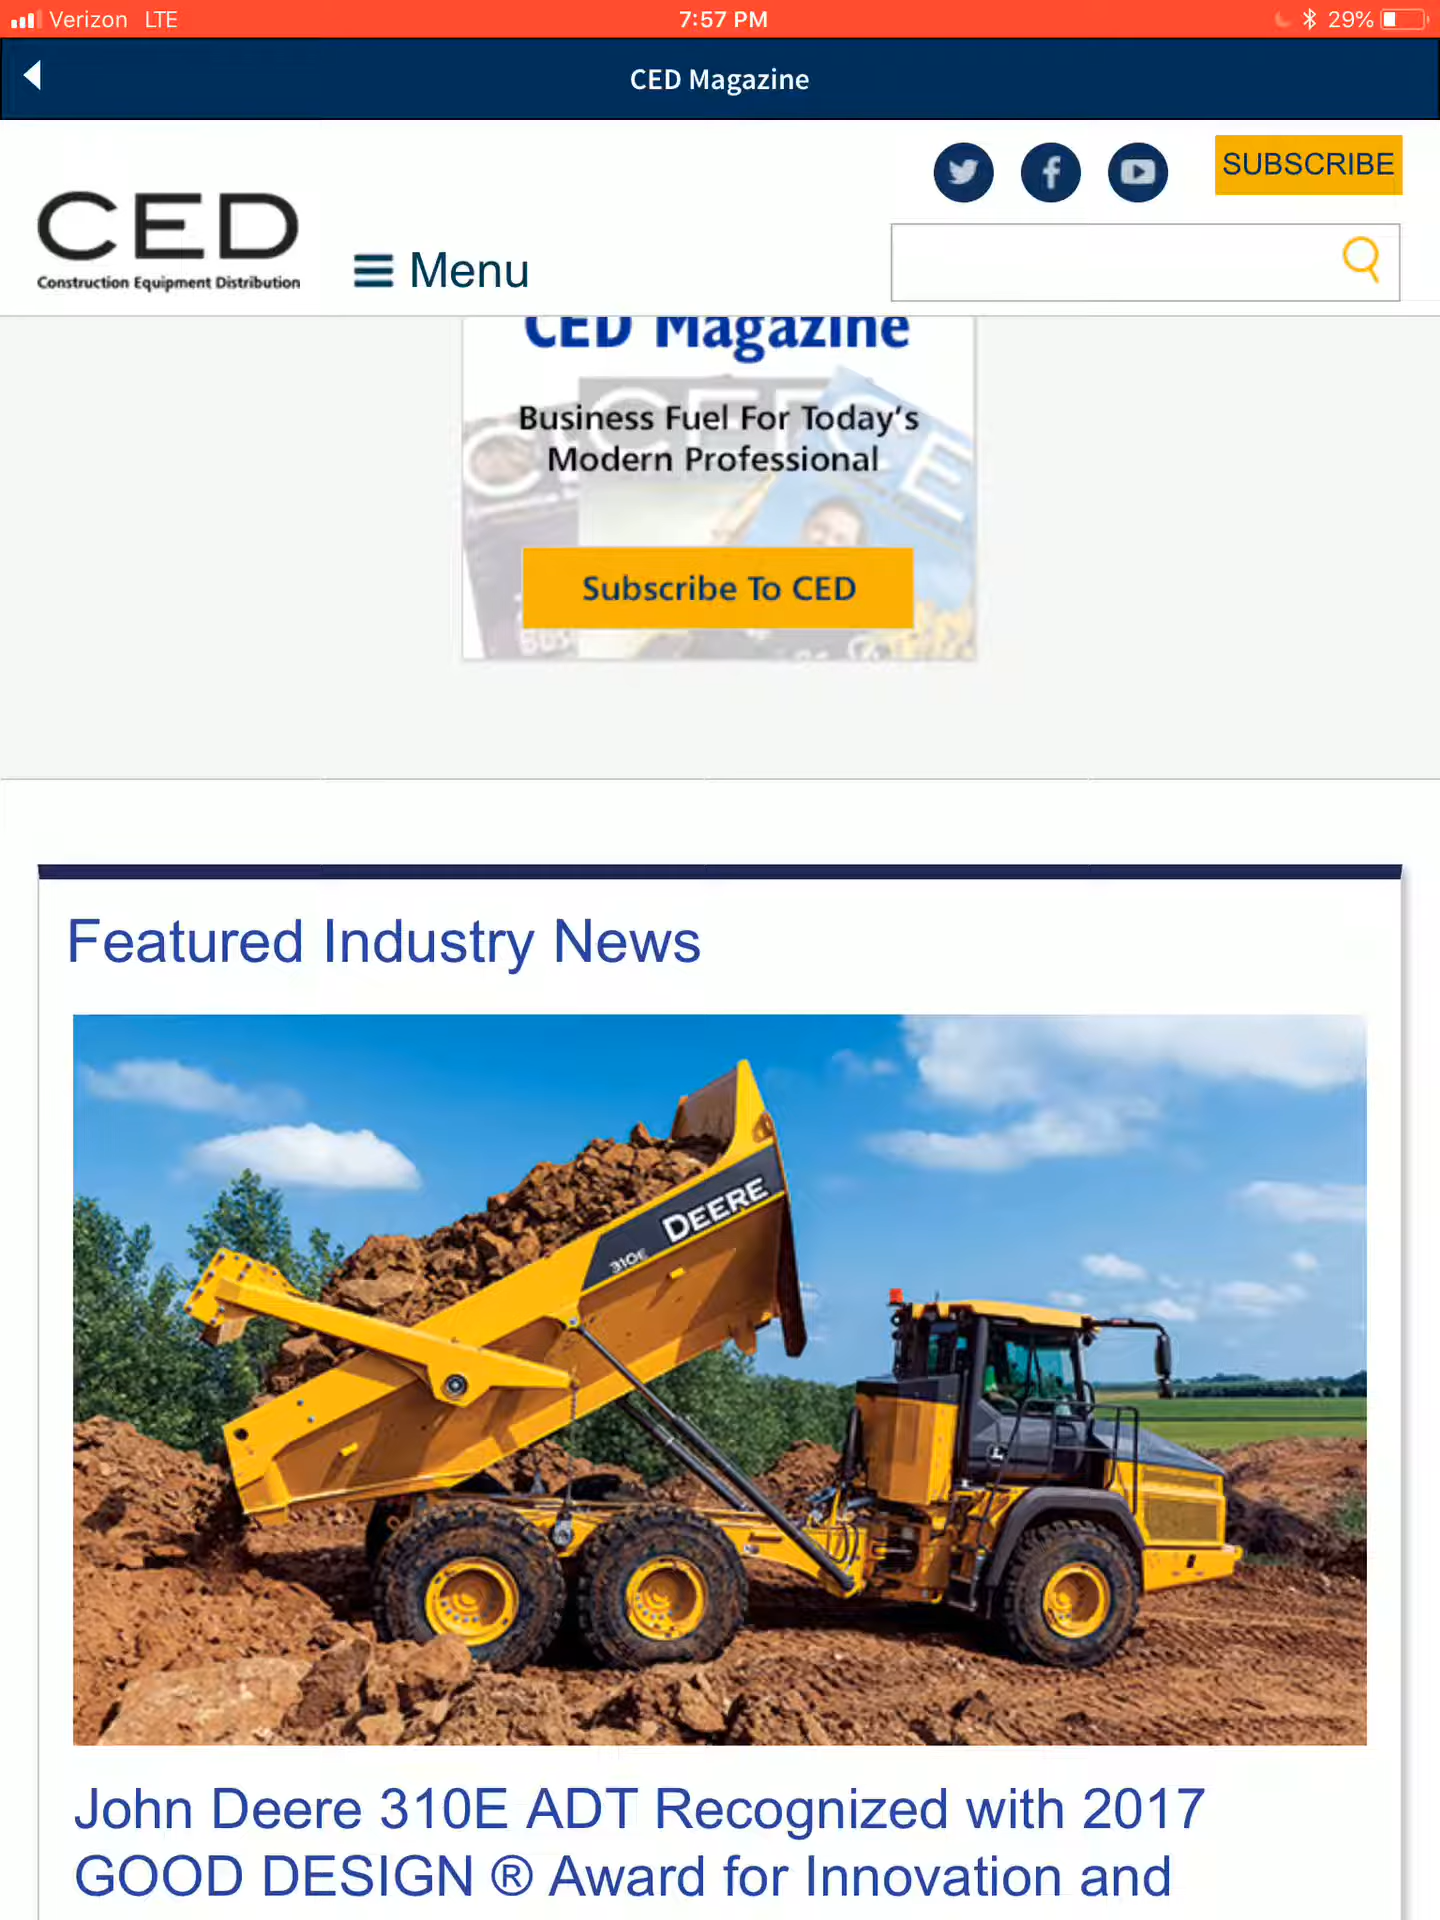 Verizon LTE
7:57 PM
29%
CED Magazine
SUBSCRIBE
CED
Construction Equipment Distribution
Menu
CED Magazine
Business Fuel For Today's
Modern Professional
Subscribe To CED
Featured Industry News
DEERE
310E
John Deere 310E ADT Recognized with 2017
GOOD DESIGN ® Award for Innovation and